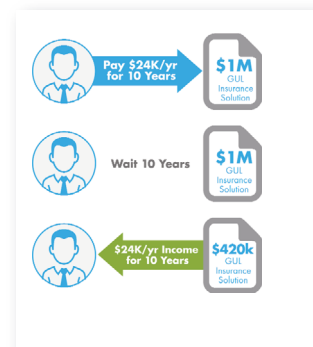 Pay $24K/yr
for 10 Years
$1M
GUL
Insurance
Solution
Wait 10 Years
$1M
GUL
Insurance
Solution
$24K/yr Income
for 10 Years
$420k
GUL
Insurance
Solution